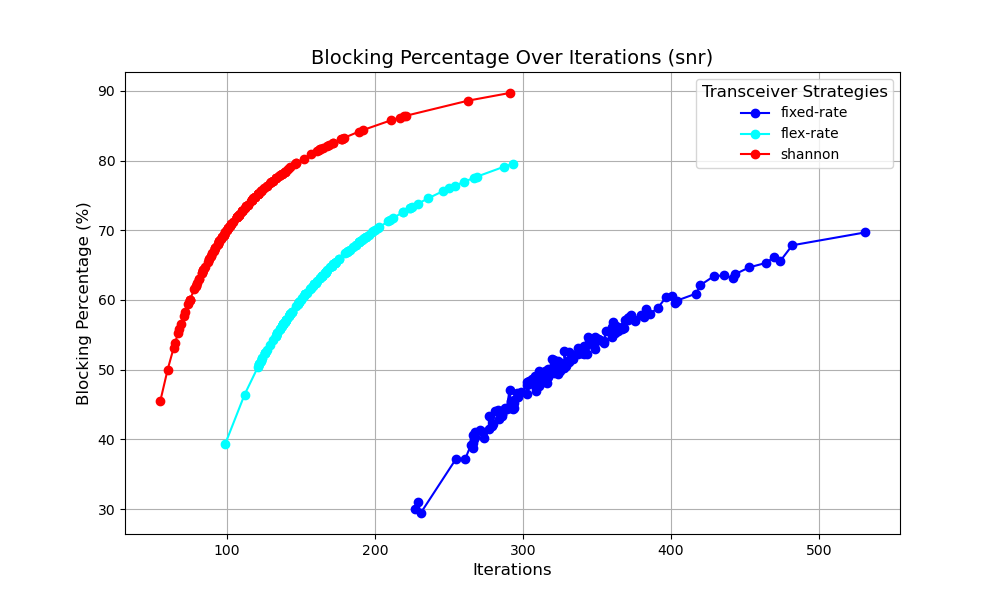 Blocking Percentage Over Iterations (snr)
Transceiver Strategies
fixed-rate
flex-rate
shannon
Blocking Percentage (%)
90
80
70
60
50
40
30
100 200 300 400 500
Iterations